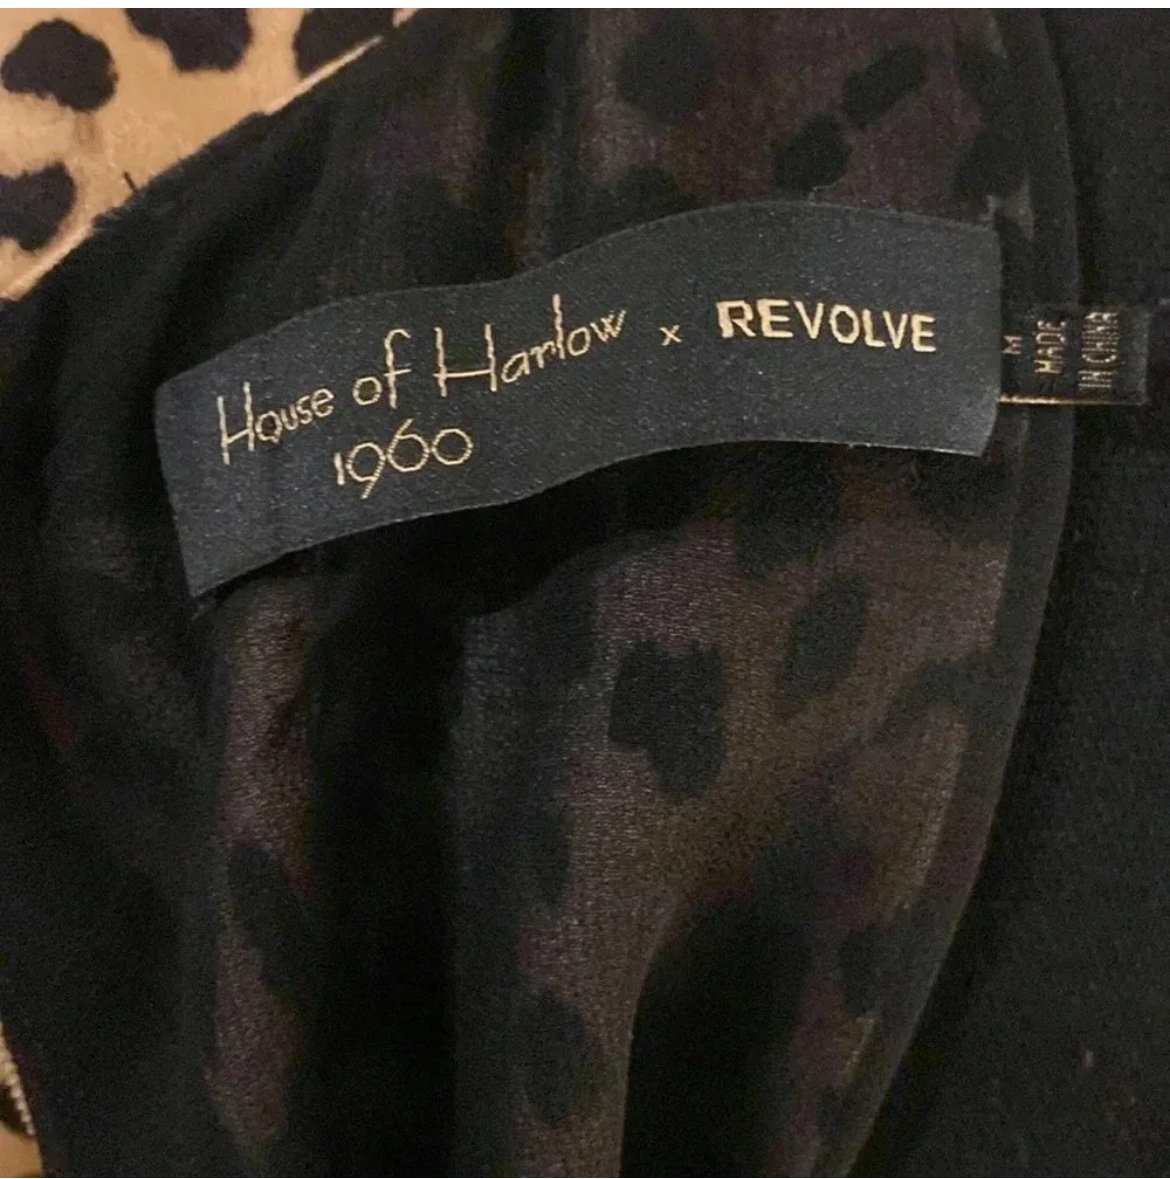 House of Harlow x REVOLVE
1960
M
MADE
IN CHINA